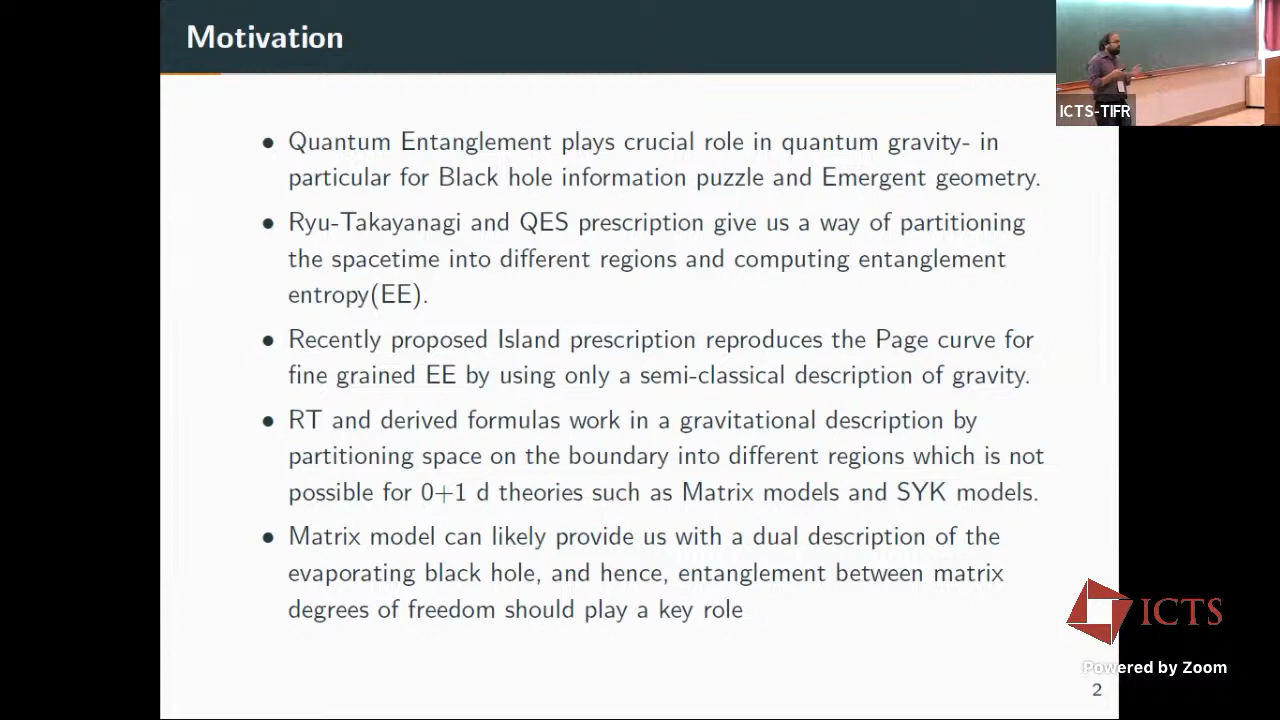 Motivation
ICTS-TIFR
• Quantum Entanglement plays crucial role in quantum gravity- in
particular for Black hole information puzzle and Emergent geometry.
• Ryu-Takayanagi and QES prescription give us a way of partitioning
the spacetime into different regions and computing entanglement
entropy(EE).
• Recently proposed Island prescription reproduces the Page curve for
fine grained EE by using only a semi-classical description of gravity.
• RT and derived formulas work in a gravitational description by
partitioning space on the boundary into different regions which is not
possible for 0+1 d theories such as Matrix models and SYK models.
• Matrix model can likely provide us with a dual description of the
evaporating black hole, and hence, entanglement between matrix
degrees of freedom should play a key role
ICTS
Powered by Zoom
2